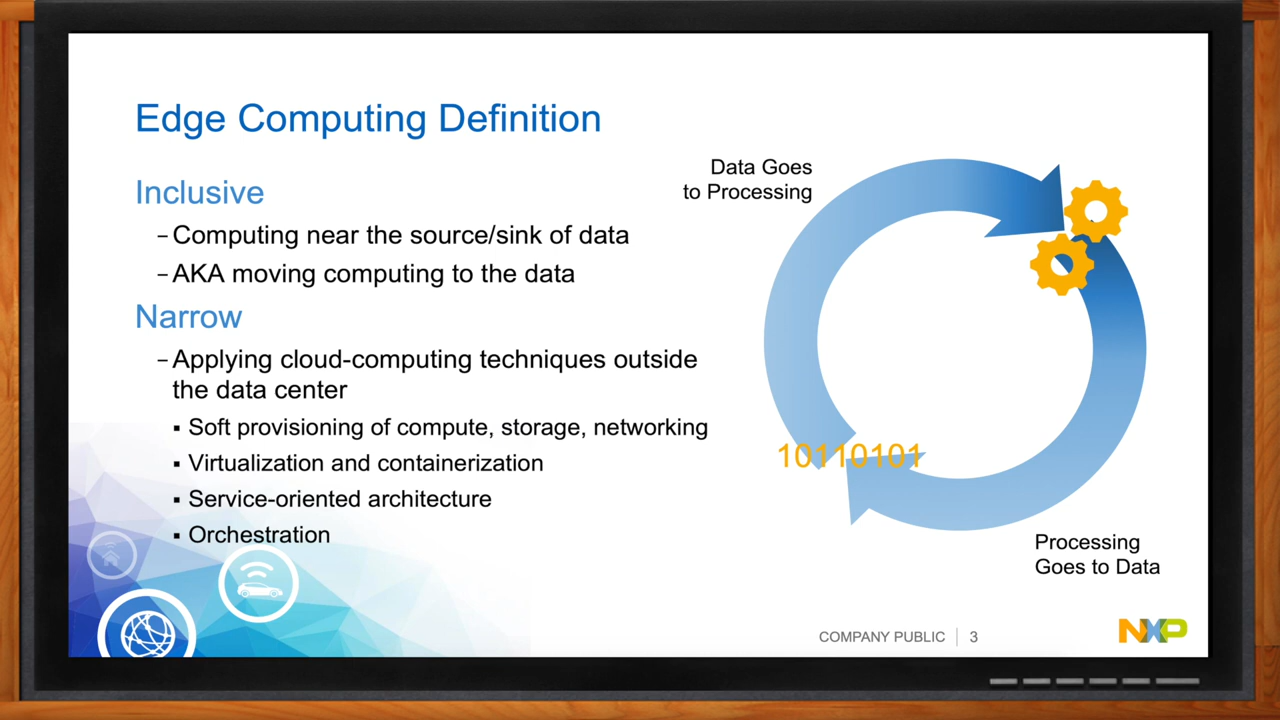 Edge Computing Definition
Inclusive
–Computing near the source/sink of data
–AKA moving computing to the data
Narrow
–Applying cloud-computing techniques outside
the data center
▪ Soft provisioning of compute, storage, networking
▪ Virtualization and containerization
▪ Service-oriented architecture
▪ Orchestration
Data Goes
to Processing
10110101
Processing
Goes to Data
COMPANY PUBLIC | 3
NXP